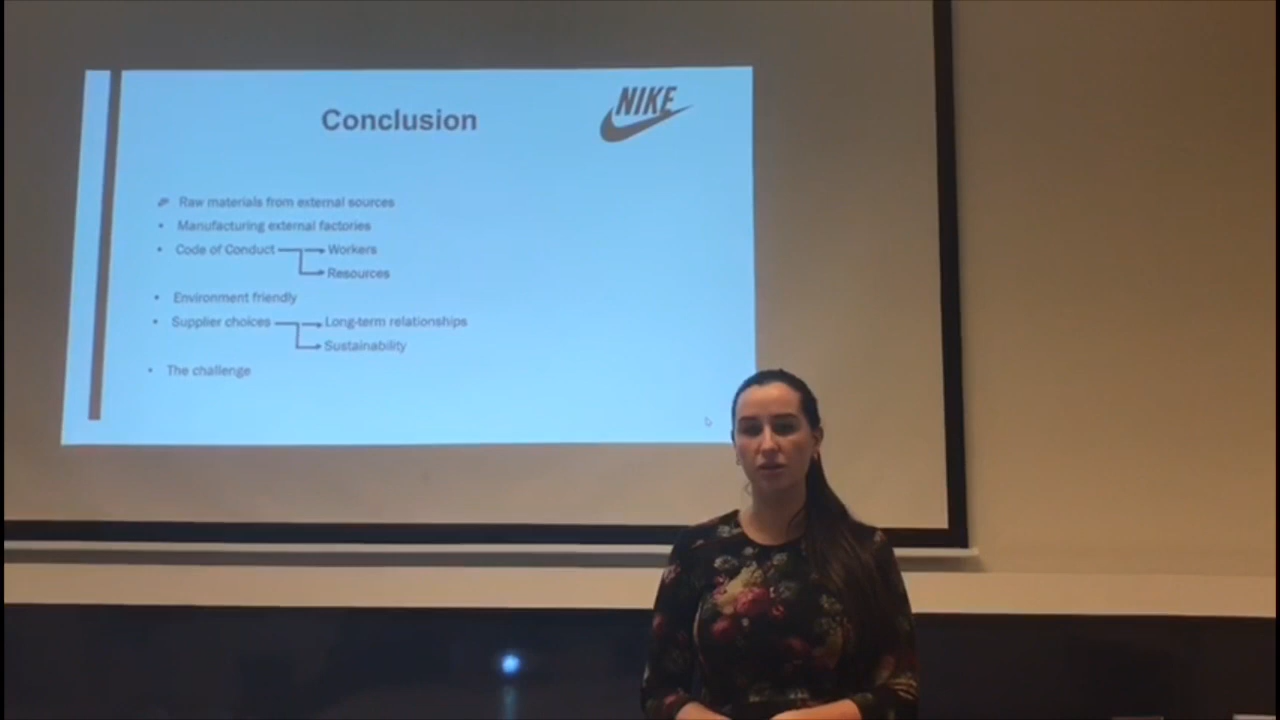 Conclusion
NIKE
Raw materials from external sources
• Manufacturing external factories
• Code of Conduct Workers
Resources
• Environment friendly
• Supplier choices Long-term relationships
Sustainability
• The challenge